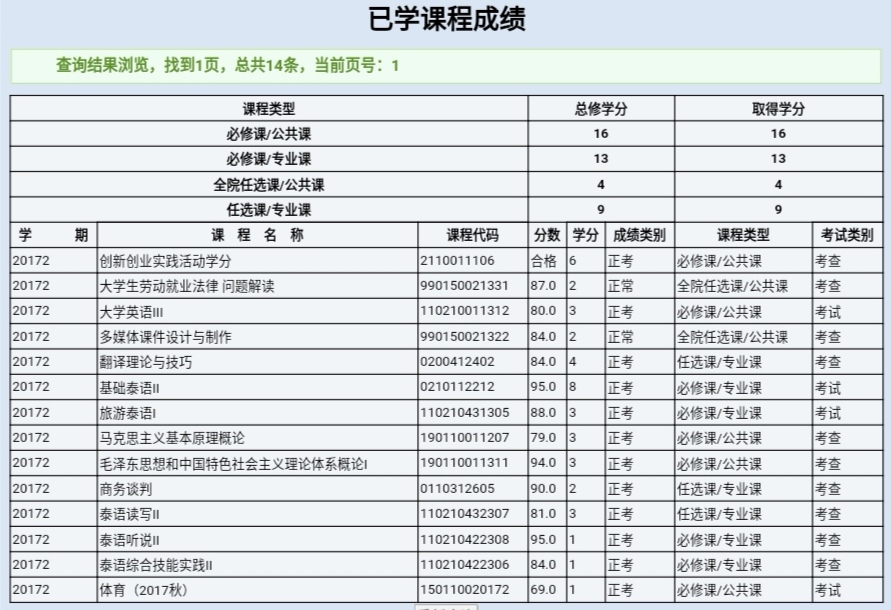 已学课程成绩
查询结果浏览，找到1页，总共14条，当前页号：1
课程类型 总修学分 取得学分
必修课/公共课 16 16
必修课/专业课 13 13
全院任选课/公共课 4 4
任选课/专业课 9 9
学 期 课 程 名 称 课程代码 分数 学分 成绩类别 课程类型 考试类别
20172 创新创业实践活动学分 2110011106 合格 6 正考 必修课/公共课 考查
20172 大学生劳动就业法律 问题解读 990150021331 87.0 2 正常 全院任选课/公共课 考查
20172 大学英语III 110210011312 80.0 3 正考 必修课/公共课 考试
20172 多媒体课件设计与制作 990150021322 84.0 2 正常 全院任选课/公共课 考查
20172 翻译理论与技巧 0200412402 84.0 4 正考 任选课/专业课 考查
20172 基础泰语II 0210112212 95.0 8 正考 必修课/专业课 考试
20172 旅游泰语I 110210431305 88.0 3 正考 必修课/专业课 考试
20172 马克思主义基本原理概论 190110011207 79.0 3 正考 必修课/公共课 考查
20172 毛泽东思想和中国特色社会主义理论体系概论I 190110011311 94.0 3 正考 必修课/公共课 考查
20172 商务谈判 0110312605 90.0 2 正考 任选课/专业课 考查
20172 泰语读写II 110210432307 81.0 3 正考 任选课/专业课 考查
20172 泰语听说II 110210422308 95.0 1 正考 必修课/专业课 考查
20172 泰语综合技能实践II 110210422306 84.0 1 正考 必修课/专业课 考查
20172 体育（2017秋） 150110020172 69.0 1 正考 必修课/公共课 考试